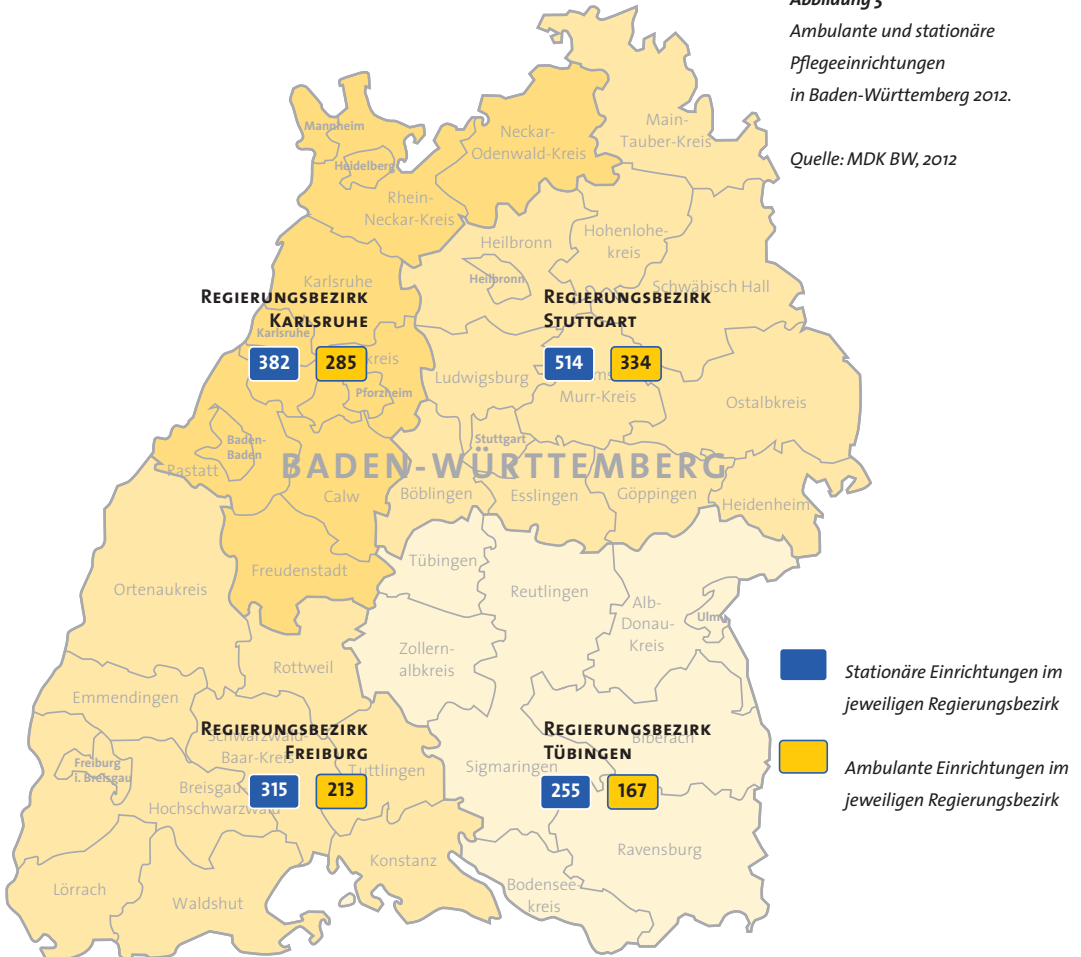 Abbildung 5
Ambulante und stationäre
Pflegeeinrichtungen
in Baden-Württemberg 2012.
Quelle: MDK BW, 2012
Mannheim
Heidelberg
Neckar-
Odenwald-Kreis
Main-
Tauber-Kreis
Rhein-
Neckar-Kreis
Heilbronn
Hohenlohe-
kreis
Heilbronn
Schwäbisch Hall
Karlsruhe
REGIERUNGSBEZIRK
KARLSRUHE
Karlsruhe
382 285
kreis
Pforzheim
REGIERUNGSBEZIRK
STUTTGART
514 334
Ludwigsburg
Murr-Kreis
Ostalbkreis
Baden-
Baden
Rastatt
Stuttgart
BADEN-WÜRTTEMBERG
Calw
Böblingen
Esslingen
Göppingen
Heidenheim
Freudenstadt
Tübingen
Ortenaukreis
Reutlingen
Alb-
Donau-
Kreis
Ulm
Zollern-
albkreis
Rottweil
Emmendingen
REGIERUNGSBEZIRK
FREIBURG
Schwarzwald-
Baar-Kreis
315 213
Tuttlingen
Freiburg
i. Breisgau
Breisgau-
Hochschwarzwald
REGIERUNGSBEZIRK
TÜBINGEN
Biberach
255 167
Sigmaringen
Konstanz
Ravensburg
Bodensee-
kreis
Lörrach
Waldshut
Stationäre Einrichtungen im
jeweiligen Regierungsbezirk
Ambulante Einrichtungen im
jeweiligen Regierungsbezirk